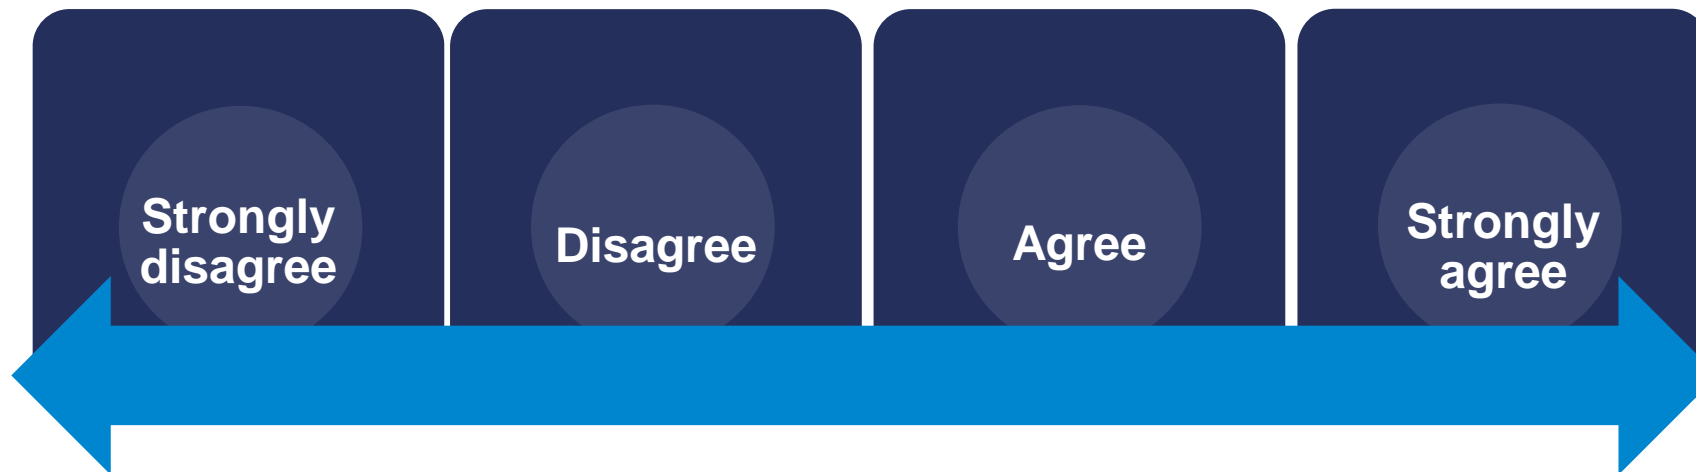 Strongly
disagree
Disagree
Agree
Strongly
agree